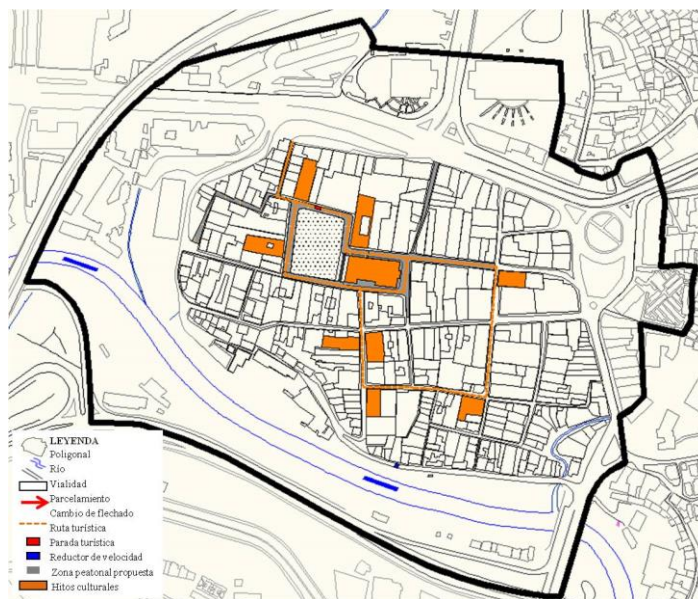 LEYENDA
Poligonal
Río
Vialidad
Parcelamiento
Cambio de flechado
Ruta turística
Parada turística
Reductor de velocidad
Zona peatonal propuesta
Hitos culturales